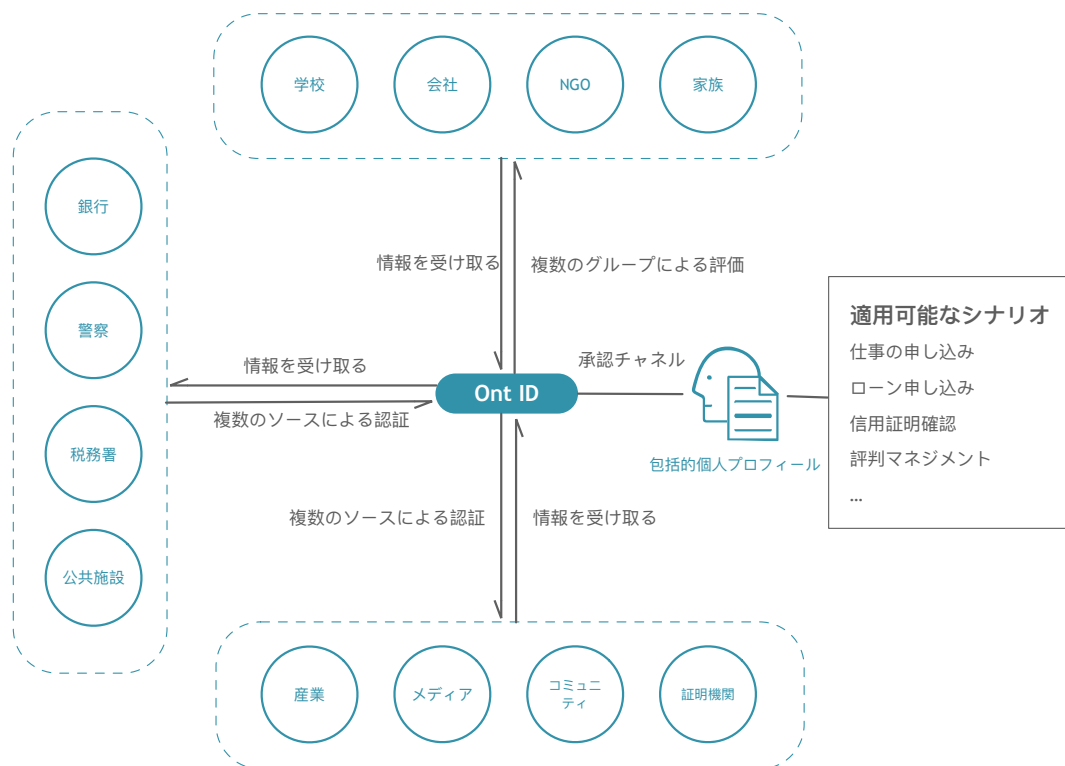 学校
会社
NGO
家族
銀行
警察
税務署
公共施設
情報を受け取る
複数のグループによる評価
情報を受け取る
複数のソースによる認証
Ont ID
承認チャネル
包括的個人プロフィール
適用可能なシナリオ
仕事の申し込み
ローン申し込み
信用証明確認
評判マネジメント
...
複数のソースによる認証
情報を受け取る
産業
メディア
コミュニ
ティ
証明機関